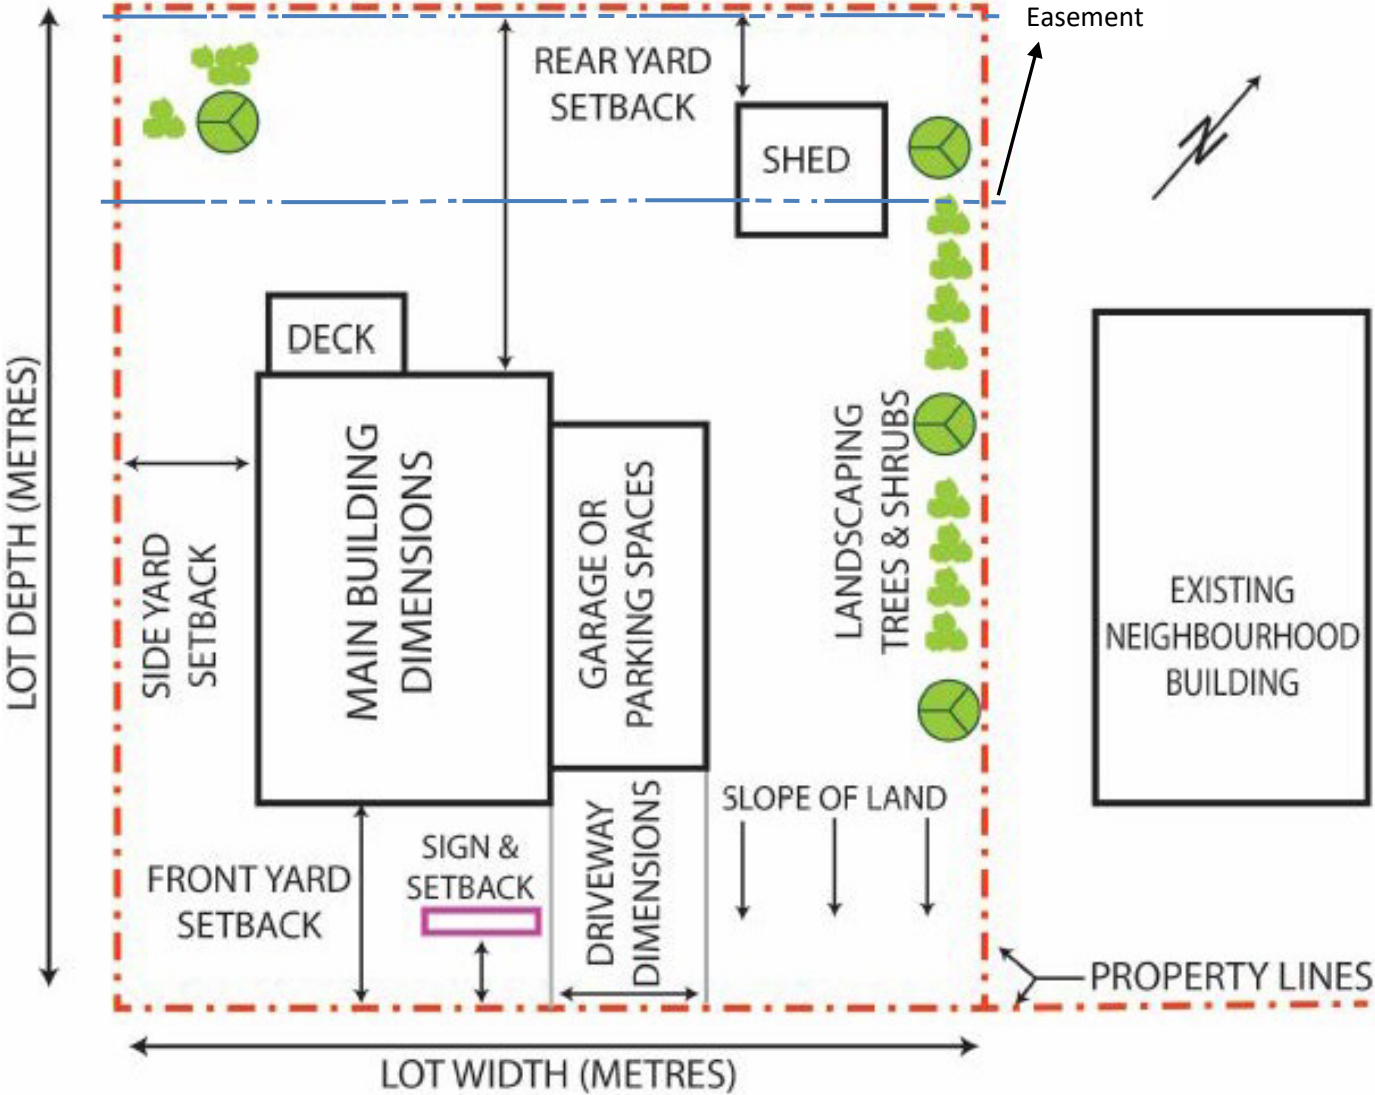 Easement
REAR YARD
SETBACK
SHED
N
DECK
LOT DEPTH (METRES)
SIDE YARD
SETBACK
MAIN BUILDING
DIMENSIONS
GARAGE OR
PARKING SPACES
LANDSCAPING
TREES & SHRUBS
EXISTING
NEIGHBOURHOOD
BUILDING
SLOPE OF LAND
FRONT YARD
SETBACK
SIGN &
SETBACK
DRIVEWAY
DIMENSIONS
PROPERTY LINES
LOT WIDTH (METRES)